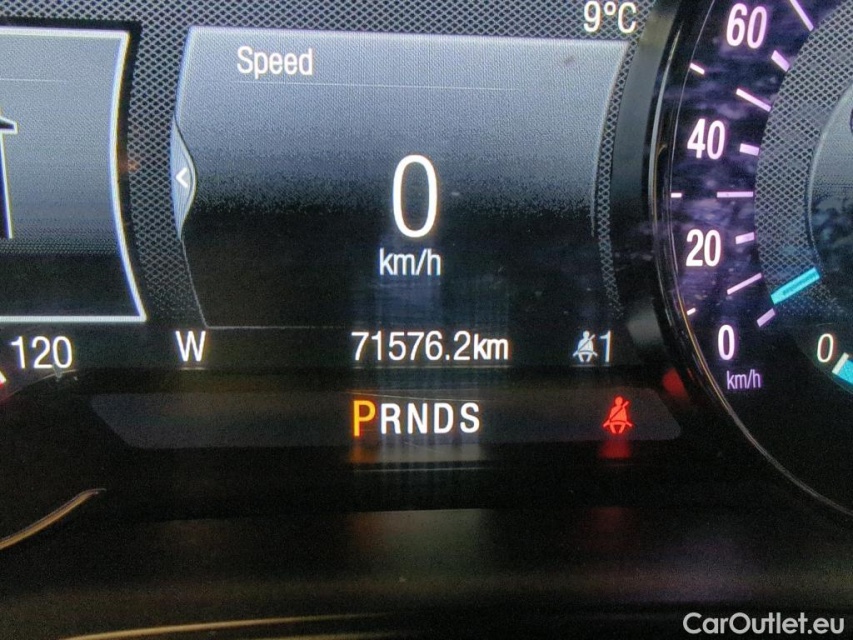 9°C
Speed
60
0
km/h
40
20
120
W
71576.2km
1
0
0
km/h
PRNDS
CarOutlet.eu